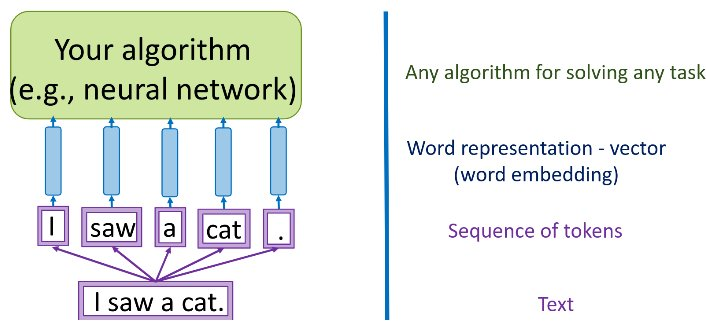 Your algorithm
(e.g., neural network)
Any algorithm for solving any task
Word representation - vector
(word embedding)
I saw a cat .
Sequence of tokens
I saw a cat.
Text